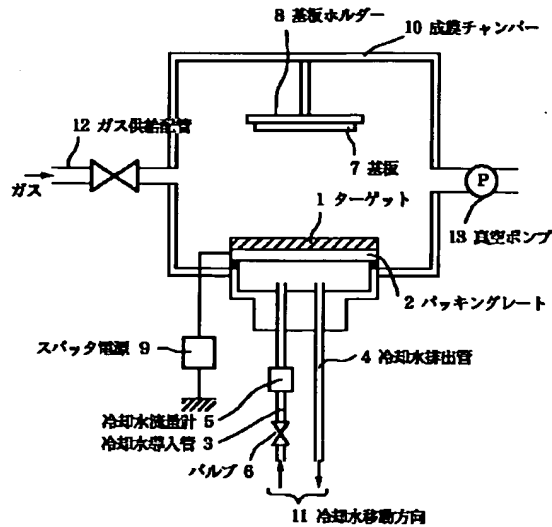 8 基板ホルダー
10 成膜チャンバー
12 ガス供給配管
ガス
7 基板
P
1 ターゲット
13 真空ポンプ
2 バッキングレート
スパッタ電源 9
4 冷却水排出管
冷却水流量計 5
冷却水導入管 3
バルブ 6
11 冷却水移動方向